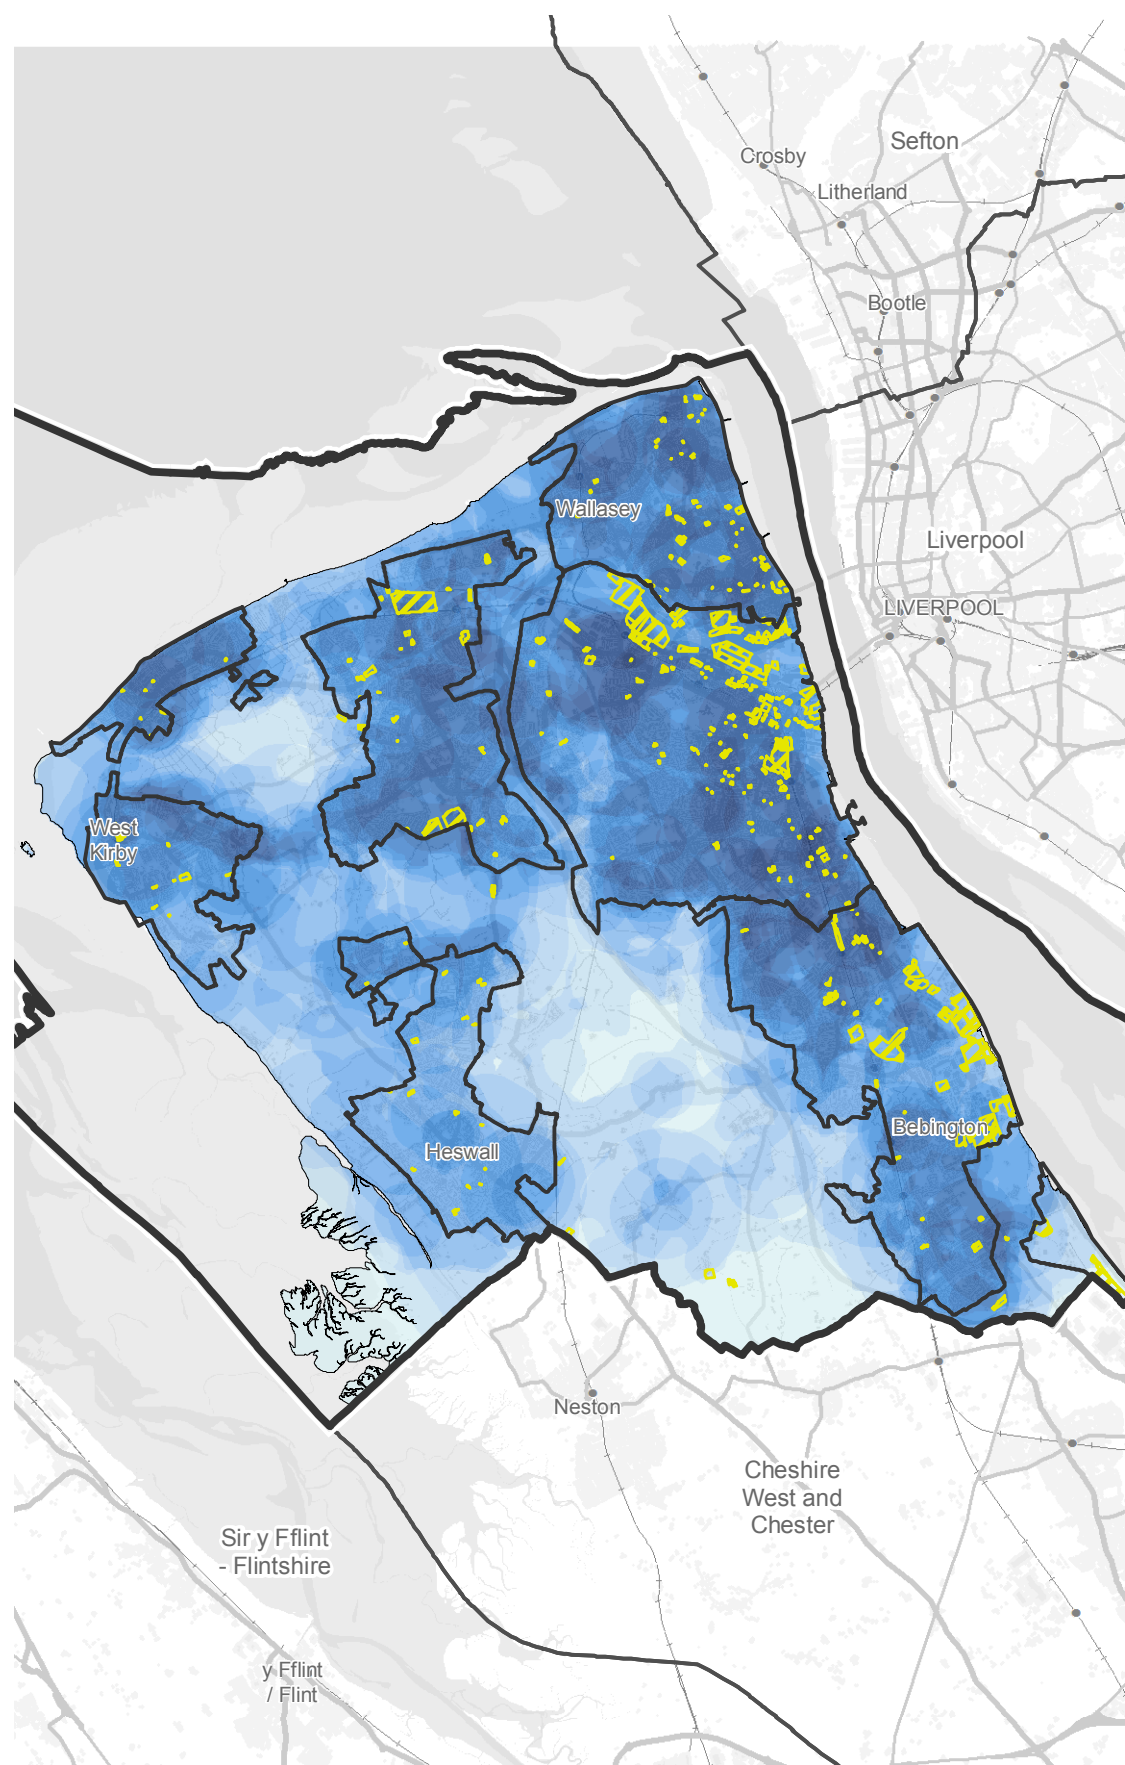 Sefton
Crosby
Litherland
Bootle
Wallasey
Liverpool
LIVERPOOL
West
Kirby
Bebington
Heswall
Neston
Cheshire
West and
Chester
Sir y Fflint
- Flintshire
y Fflint
/ Flint